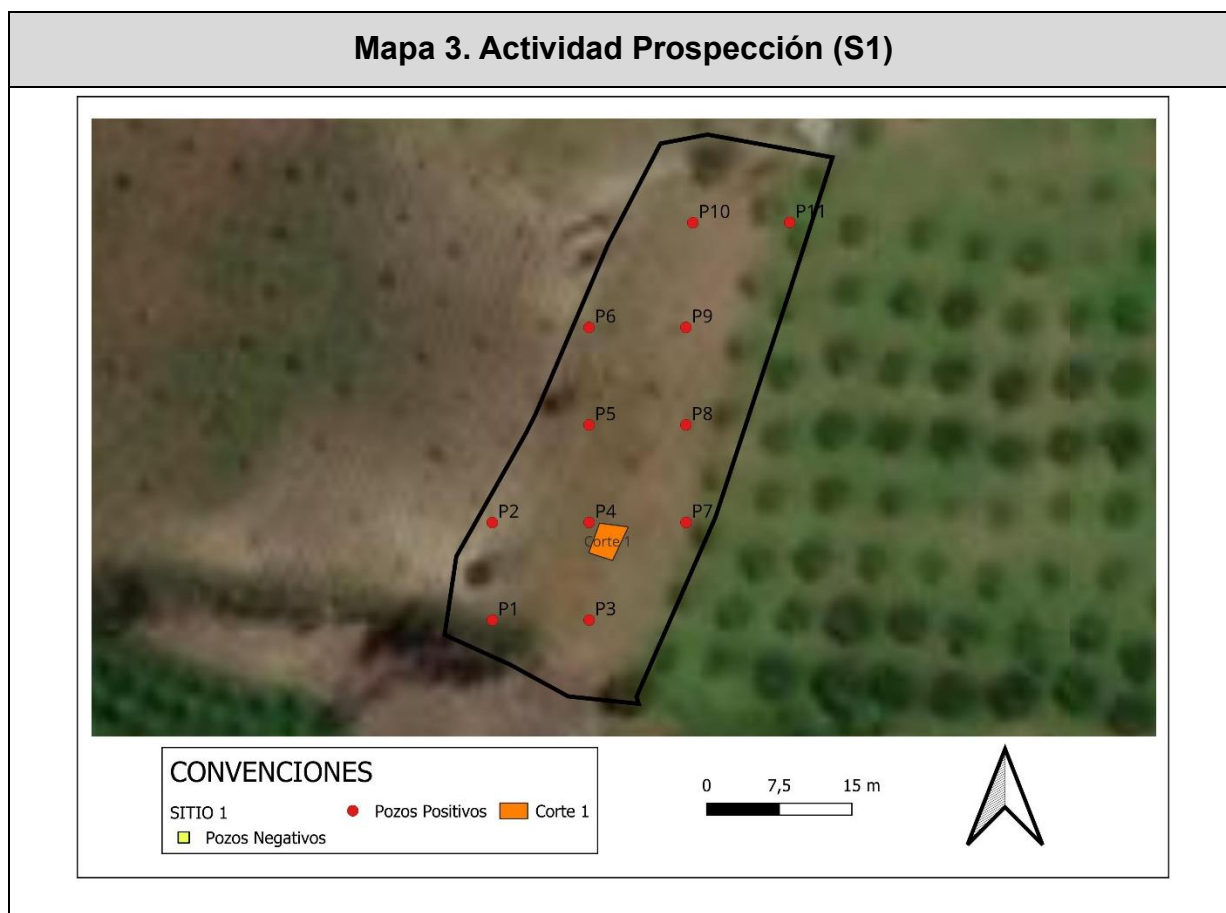 Mapa 3. Actividad Prospección (S1)
P10 P11
P6 P9
P5 P8
P2 P4 P7
Corte 1
P1 P3
CONVENCIONES
SITIO 1
Pozos Positivos Corte 1
Pozos Negativos
0 7,5 15 m